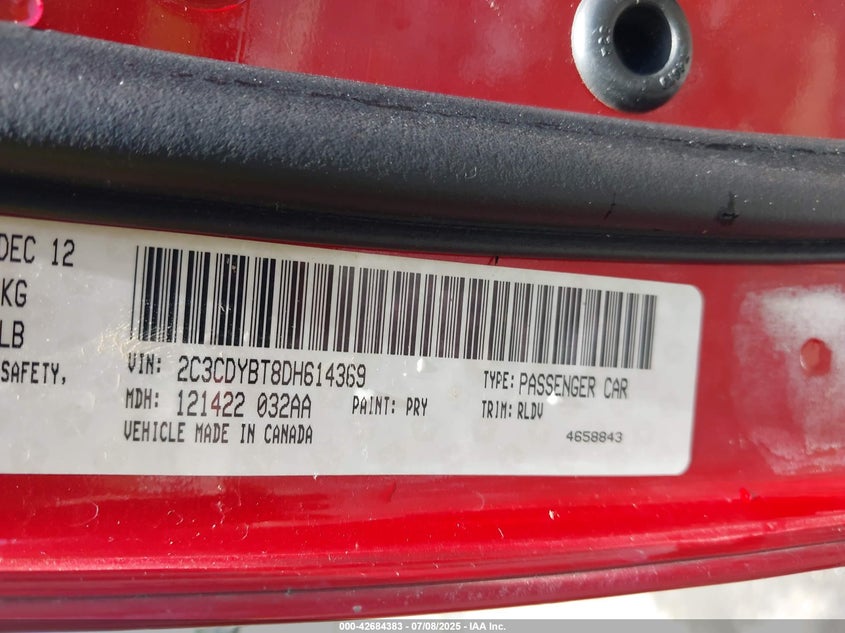 DEC 12
KG
LB
SAFETY,
VIN: 2C3CDYBT8DH614369
TYPE: PASSENGER CAR
MDH: 121422 032AA
PAINT: PRY
TRIM: RLDV
VEHICLE MADE IN CANADA
4658843
000-42684383 - 07/08/2025 - IAA Inc.